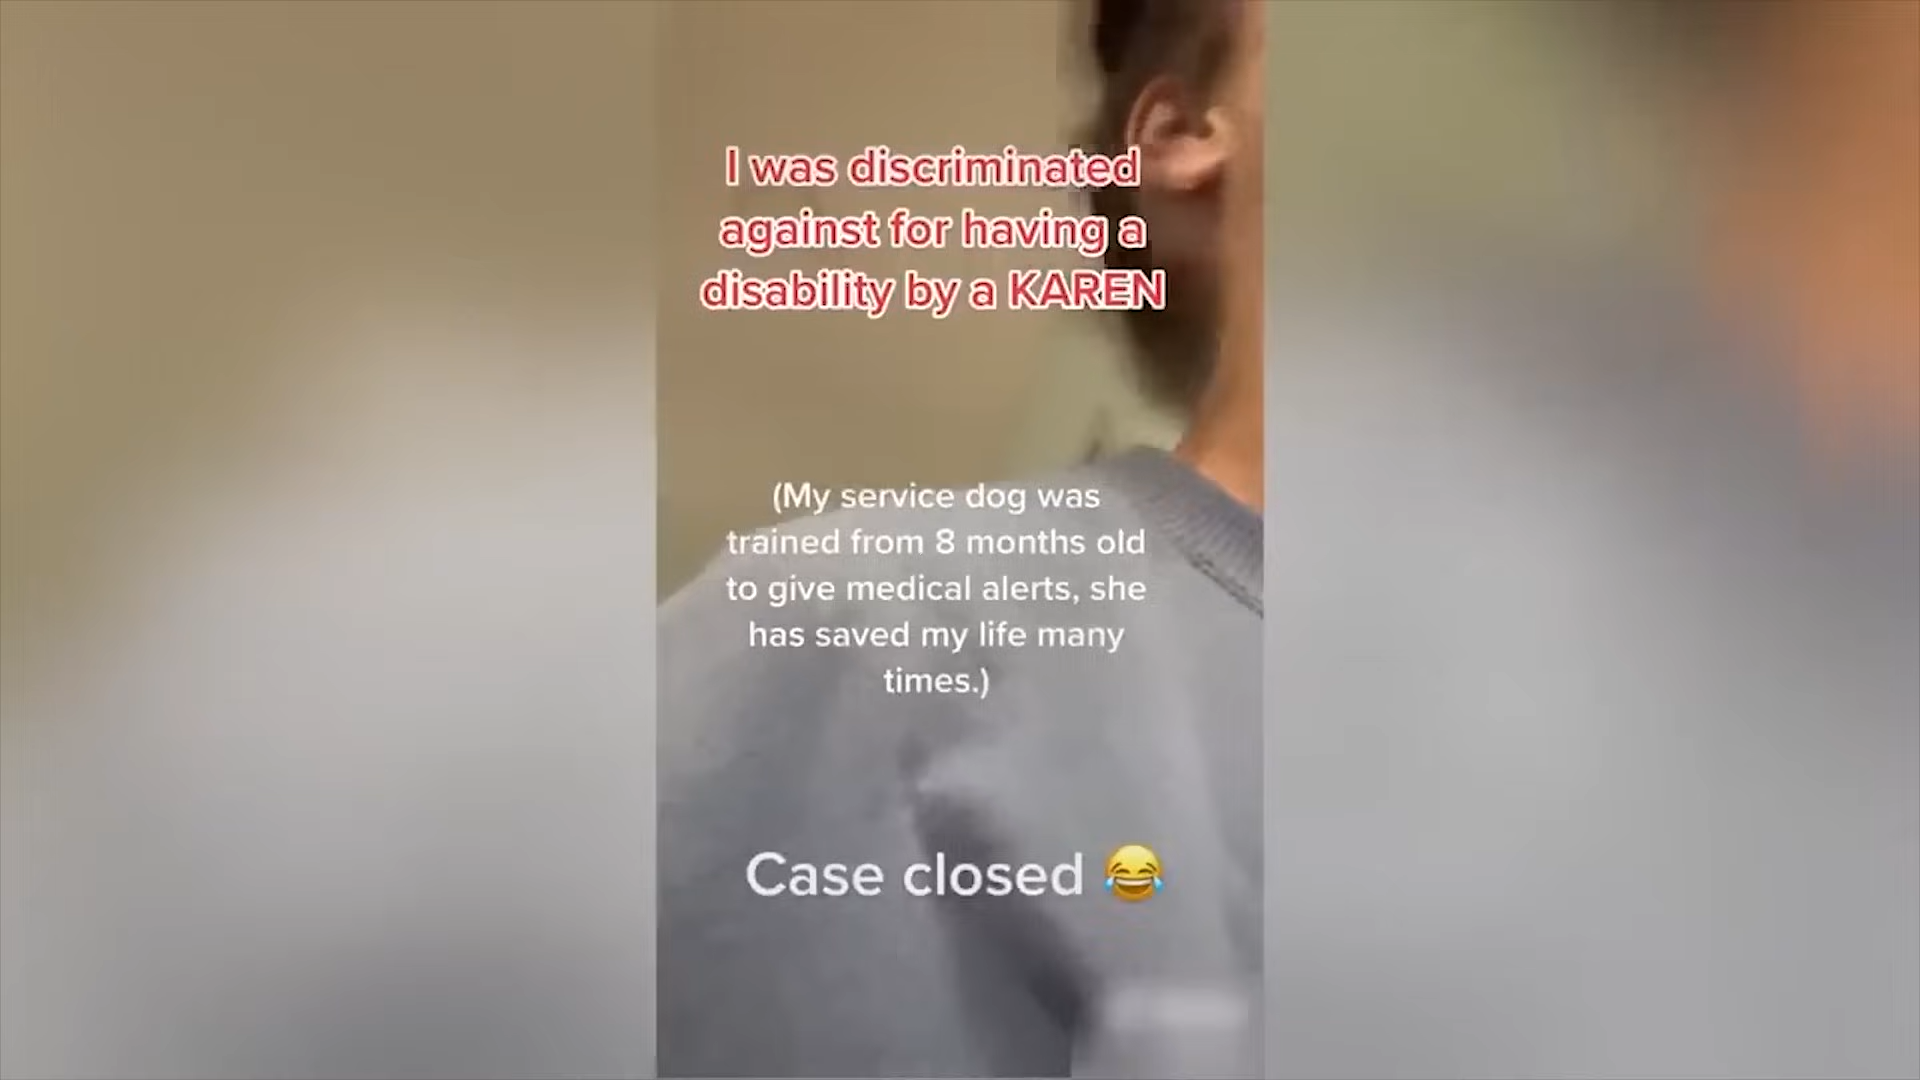 I was discriminated
against for having a
disability by a KAREN
(My service dog was
trained from 8 months old
to give medical alerts, she
has saved my life many
times.)
Case closed 😂